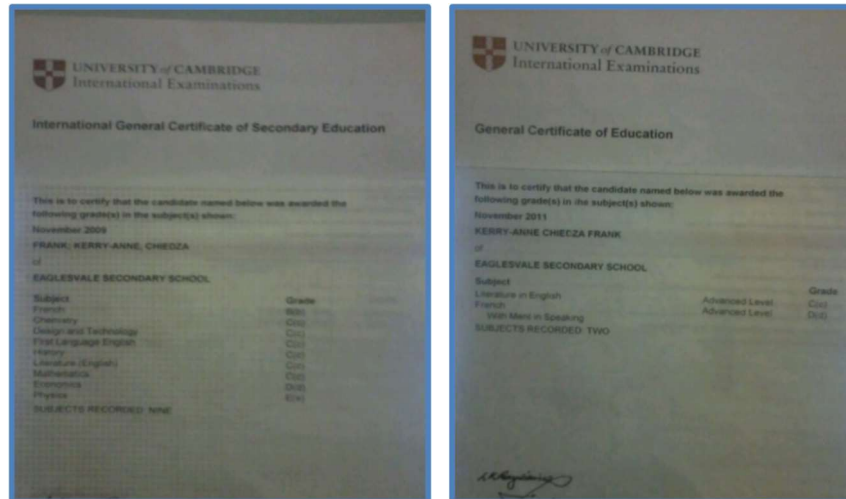 UNIVERSITY of CAMBRIDGE
International Examinations
International General Certificate of Secondary Education
This is to certify that the candidate named below was awarded the
following grade(s) in the subject(s) shown:
November 2009
FRANK: KERRY-ANNE, CHIEDZA
of
EAGLESVALE SECONDARY SCHOOL
Subject Grade
French B(b)
Chemistry C(c)
Design and Technology C(c)
First Language English C(c)
History C(c)
Literature (English) C(c)
Mathematics C(c)
Economics D(d)
Physics E(e)
SUBJECTS RECORDED: NINE
UNIVERSITY of CAMBRIDGE
International Examinations
General Certificate of Education
This is to certify that the candidate named below was awarded the
following grade(s) in the subject(s) shown:
November 2011
KERRY-ANNE CHIEDZA FRANK
of
EAGLESVALE SECONDARY SCHOOL
Subject Grade
Literature in English Advanced Level C(c)
French Advanced Level D(d)
With Merit in Speaking
SUBJECTS RECORDED: TWO